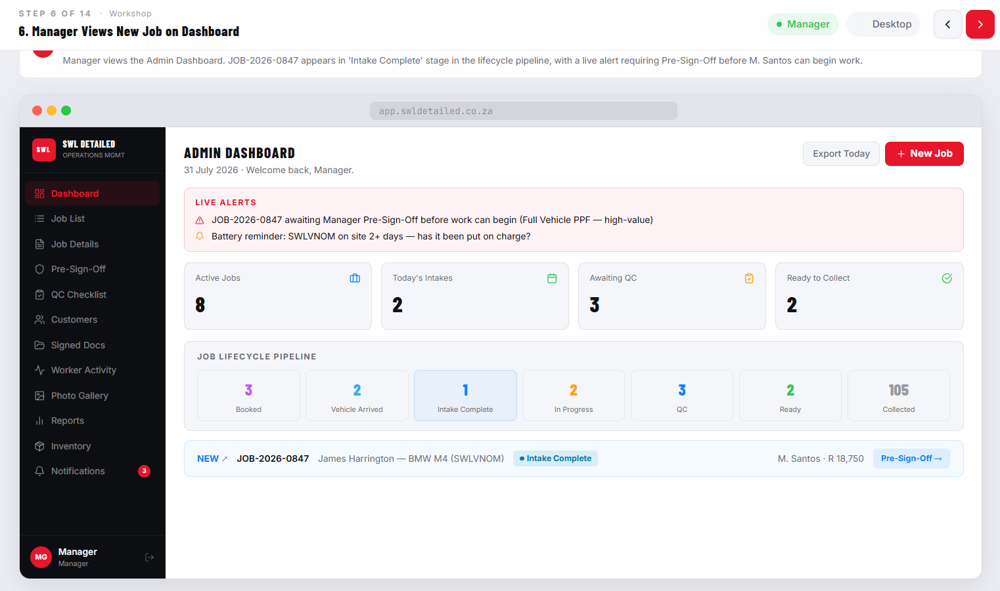 STEP 6 OF 14 · Workshop
6. Manager Views New Job on Dashboard
Manager
Desktop
Manager views the Admin Dashboard. JOB-2026-0847 appears in 'Intake Complete' stage in the lifecycle pipeline, with a live alert requiring Pre-Sign-Off before M. Santos can begin work.
app.swldetailed.co.za
SWL
SWL DETAILED
OPERATIONS MGMT
Dashboard
Job List
Job Details
Pre-Sign-Off
QC Checklist
Customers
Signed Docs
Worker Activity
Photo Gallery
Reports
Inventory
Notifications 3
MG
Manager
Manager
ADMIN DASHBOARD
31 July 2026 · Welcome back, Manager.
Export Today
+ New Job
LIVE ALERTS
JOB-2026-0847 awaiting Manager Pre-Sign-Off before work can begin (Full Vehicle PPF — high-value)
Battery reminder: SWLVNOM on site 2+ days — has it been put on charge?
Active Jobs
8
Today's Intakes
2
Awaiting QC
3
Ready to Collect
2
JOB LIFECYCLE PIPELINE
3
Booked
2
Vehicle Arrived
1
Intake Complete
2
In Progress
3
QC
2
Ready
105
Collected
NEW ↗ JOB-2026-0847 James Harrington — BMW M4 (SWLVNOM) Intake Complete M. Santos · R 18,750 Pre-Sign-Off →